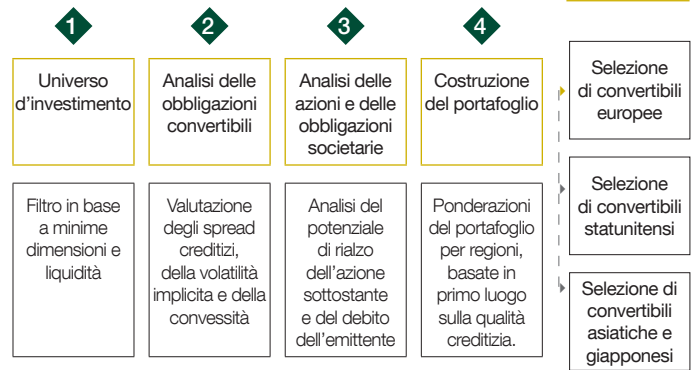 1
Universo
d'investimento
Filtro in base
a minime
dimensioni e
liquidità
2
Analisi delle
obbligazioni
convertibili
Valutazione
degli spread
creditizi,
della volatilità
implicita e della
convessità
3
Analisi delle
azioni e delle
obbligazioni
societarie
Analisi del
potenziale
di rialzo
dell'azione
sottostante
e del debito
dell'emittente
4
Costruzione
del portafoglio
Ponderazioni
del portafoglio
per regioni,
basate in
primo luogo
sulla qualità
creditizia.
Selezione
di convertibili
europee
Selezione
di convertibili
statunitensi
Selezione di
convertibili
asiatiche e
giapponesi